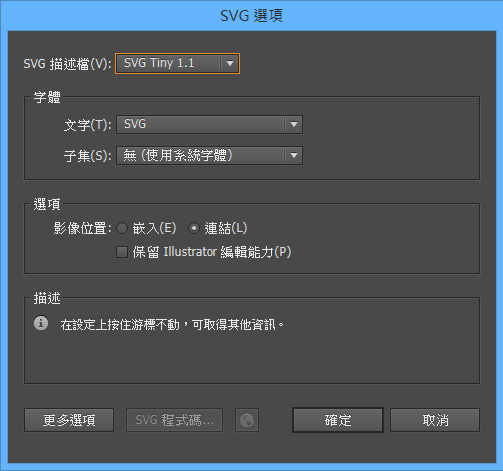 SVG 選項
SVG 描述檔(V): SVG Tiny 1.1
字體
文字(T): SVG
子集(S): 無 (使用系統字體)
選項
影像位置: 嵌入(E) 連結(L)
保留 Illustrator 編輯能力(P)
描述
在設定上按住游標不動，可取得其他資訊。
更多選項 SVG 程式碼... 確定 取消